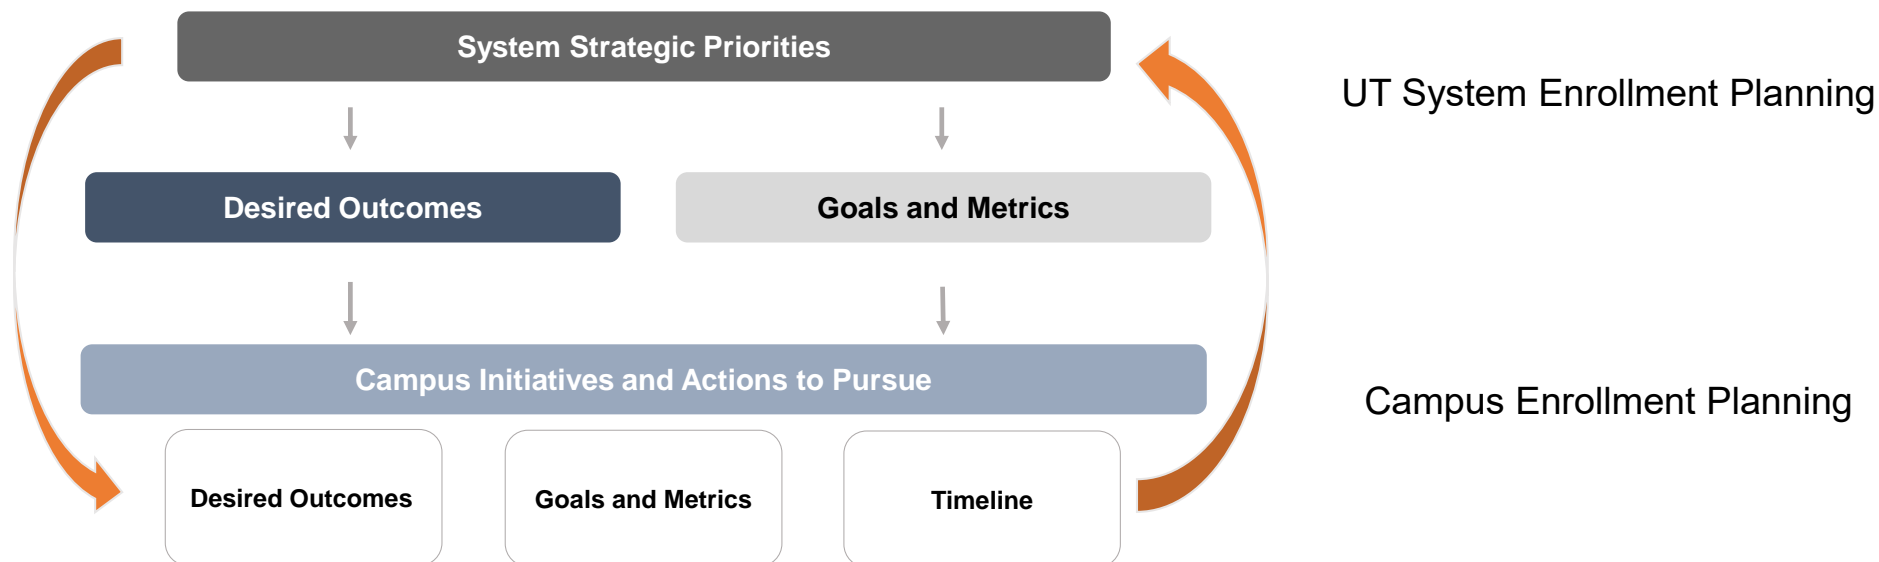 System Strategic Priorities
UT System Enrollment Planning
Desired Outcomes
Goals and Metrics
Campus Initiatives and Actions to Pursue
Campus Enrollment Planning
Desired Outcomes
Goals and Metrics
Timeline